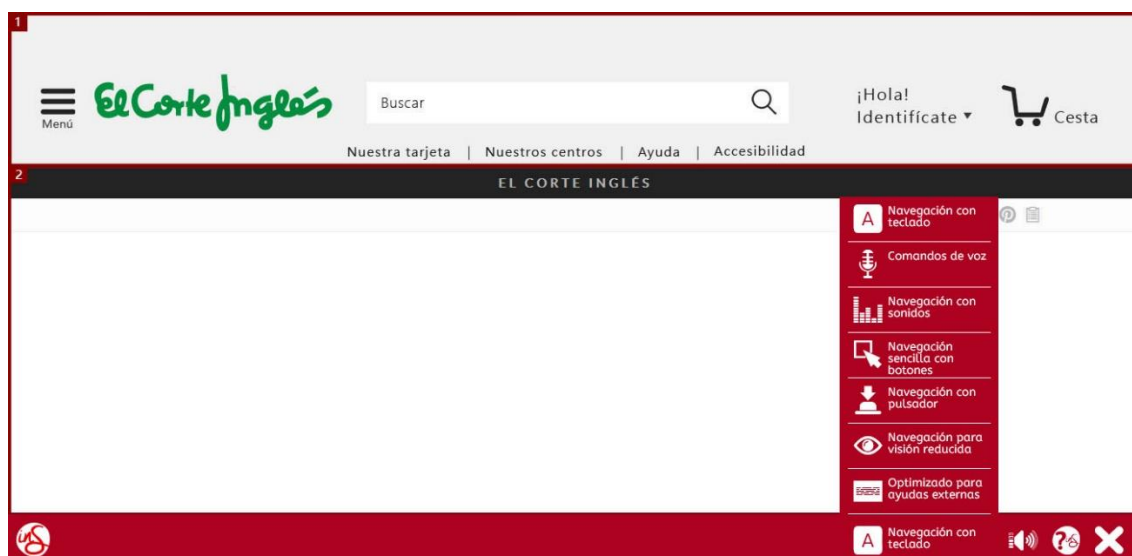 1
El Corte Inglés
Buscar
¡Hola!
Identifícate
Menú
Cesta
Nuestra tarjeta | Nuestros centros | Ayuda | Accesibilidad
2
EL CORTE INGLÉS
A
Navegación con
teclado
Comandos de voz
Navegación con
sonidos
Navegación
sencilla con
botones
Navegación con
pulsador
Navegación para
visión reducida
Optimizado para
ayudas externas
A
Navegación con
teclado
?